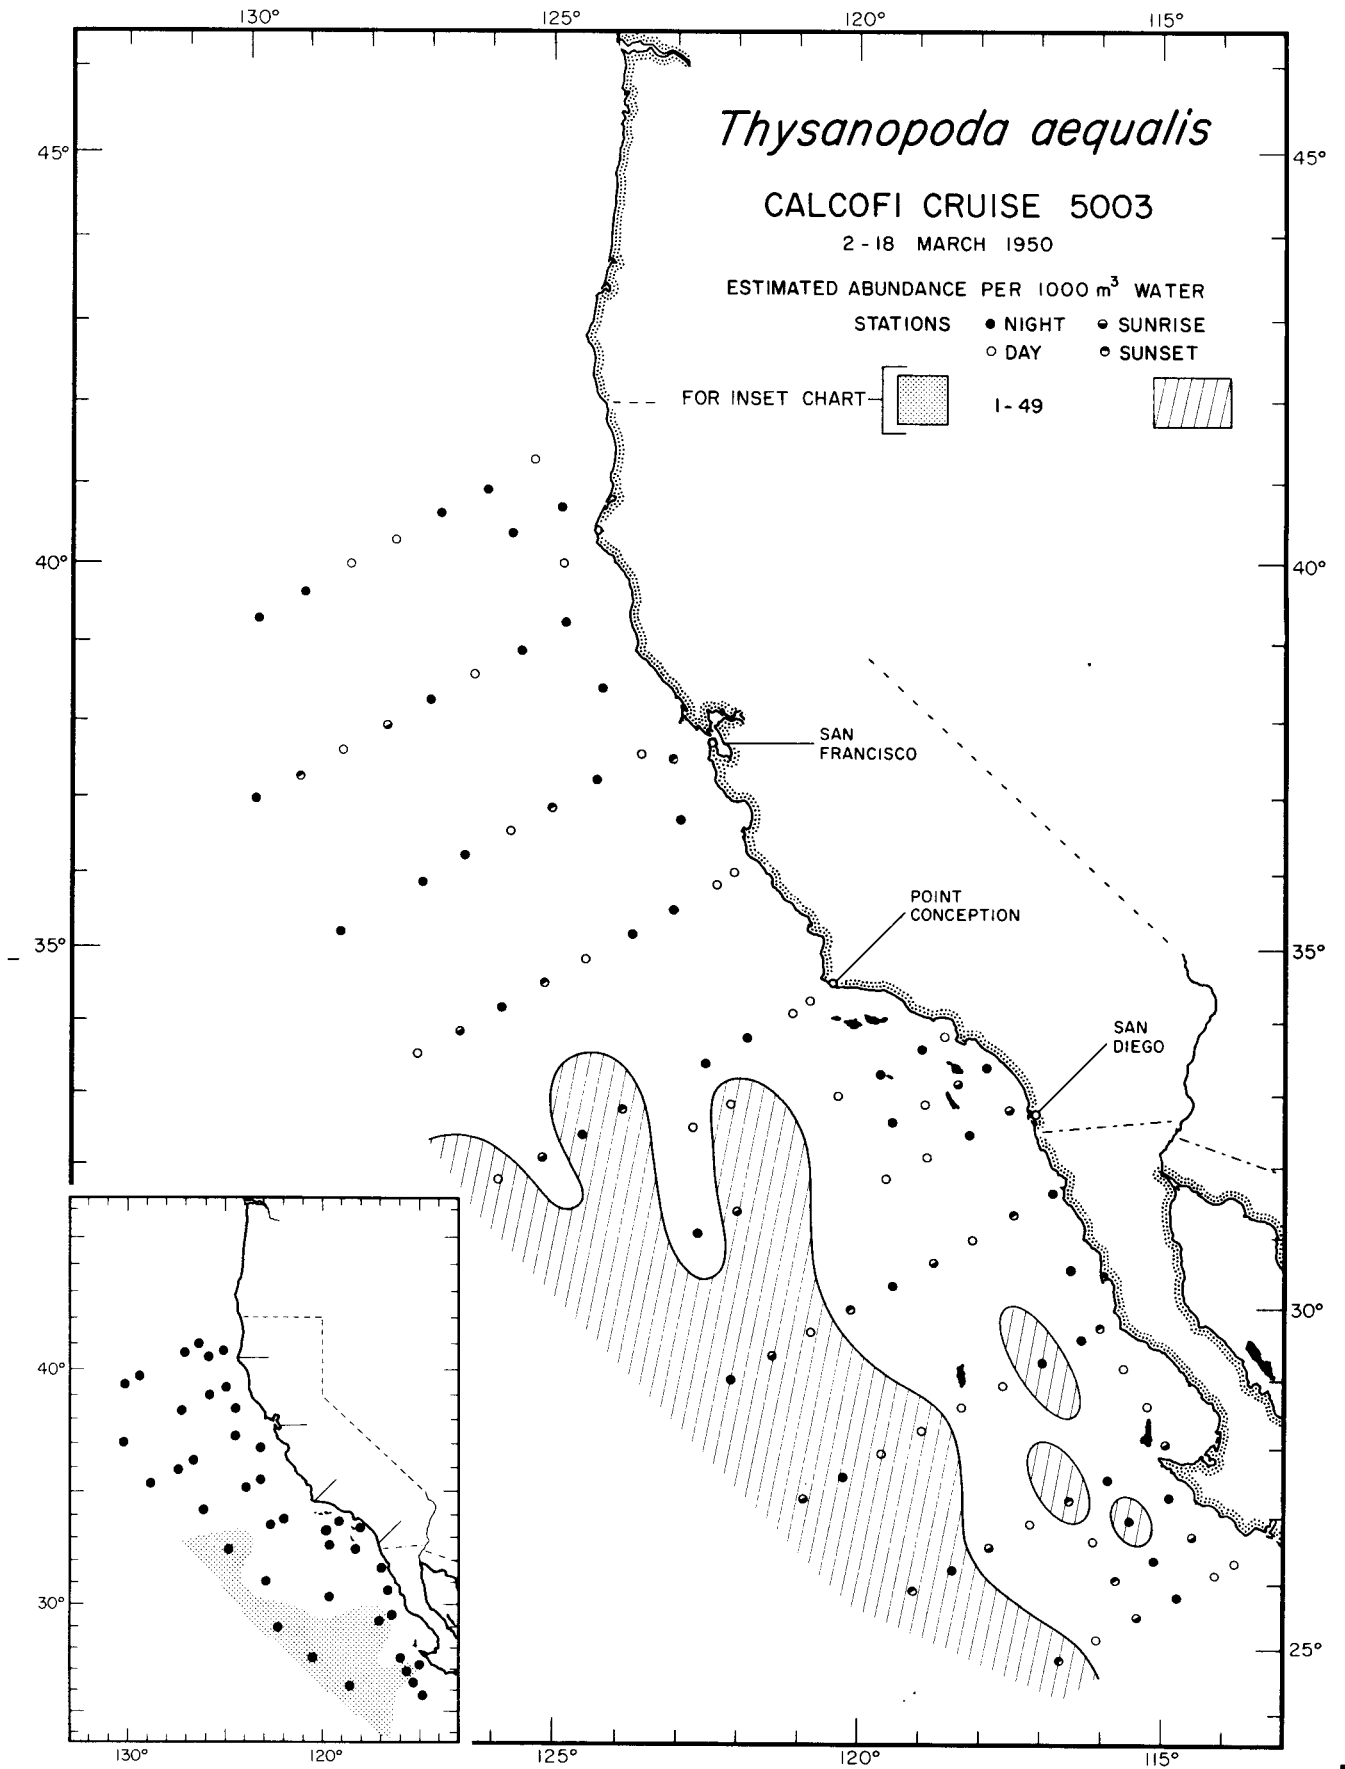 130° 125° 120° 115°
Thysanopoda aequalis
45° 45°
CALCOFI CRUISE 5003
2-18 MARCH 1950
ESTIMATED ABUNDANCE PER 1000 m³ WATER
STATIONS ● NIGHT ◒ SUNRISE
○ DAY ◓ SUNSET
FOR INSET CHART 1-49
40° 40°
SAN
FRANCISCO
POINT
CONCEPTION
35° 35°
SAN
DIEGO
30°
40°
30°
25°
130° 120°
125° 120° 115°